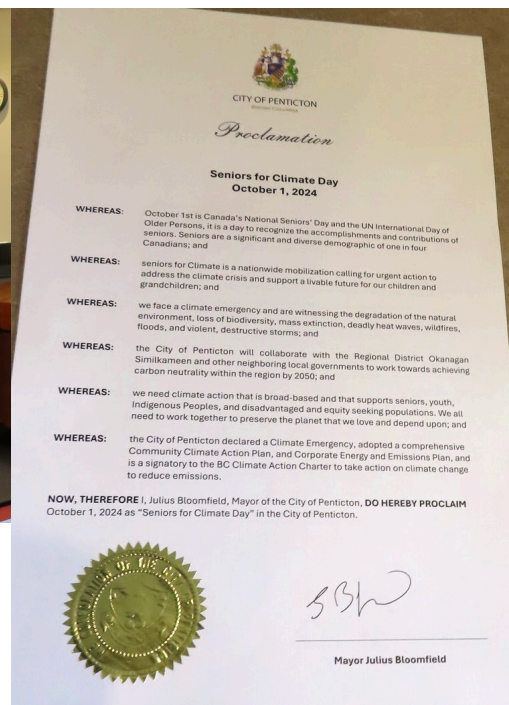 CITY OF PENTICTON
Proclamation
Seniors for Climate Day
October 1, 2024
WHEREAS: October 1st is Canada's National Seniors' Day and the UN International Day of
Older Persons, it is a day to recognize the accomplishments and contributions of
seniors. Seniors are a significant and diverse demographic of one in four
Canadians; and
WHEREAS: seniors for Climate is a nationwide mobilization calling for urgent action to
address the climate crisis and support a livable future for our children and
grandchildren; and
WHEREAS: we face a climate emergency and are witnessing the degradation of the natural
environment, loss of biodiversity, mass extinction, deadly heat waves, wildfires,
floods, and violent, destructive storms; and
WHEREAS: the City of Penticton will collaborate with the Regional District Okanagan
Similkameen and other neighboring local governments to work towards achieving
carbon neutrality within the region by 2050; and
WHEREAS: we need climate action that is broad-based and that supports seniors, youth,
Indigenous Peoples, and disadvantaged and equity seeking populations. We all
need to work together to preserve the planet that we love and depend upon; and
WHEREAS: the City of Penticton declared a Climate Emergency, adopted a comprehensive
Community Climate Action Plan, and Corporate Energy and Emissions Plan, and
is a signatory to the BC Climate Action Charter to take action on climate change
to reduce emissions.
NOW, THEREFORE I, Julius Bloomfield, Mayor of the City of Penticton, DO HEREBY PROCLAIM
October 1, 2024 as "Seniors for Climate Day" in the City of Penticton.
Mayor Julius Bloomfield